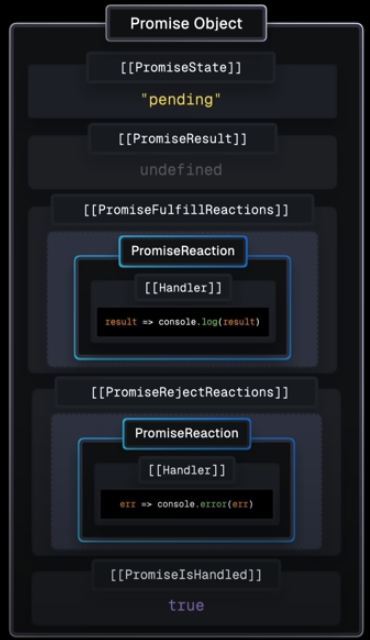 Promise Object
[[PromiseState]]
"pending"
[[PromiseResult]]
undefined
[[PromiseFulfillReactions]]
PromiseReaction
[[Handler]]
result => console.log(result)
[[PromiseRejectReactions]]
PromiseReaction
[[Handler]]
err => console.error(err)
[[PromiseIsHandled]]
true